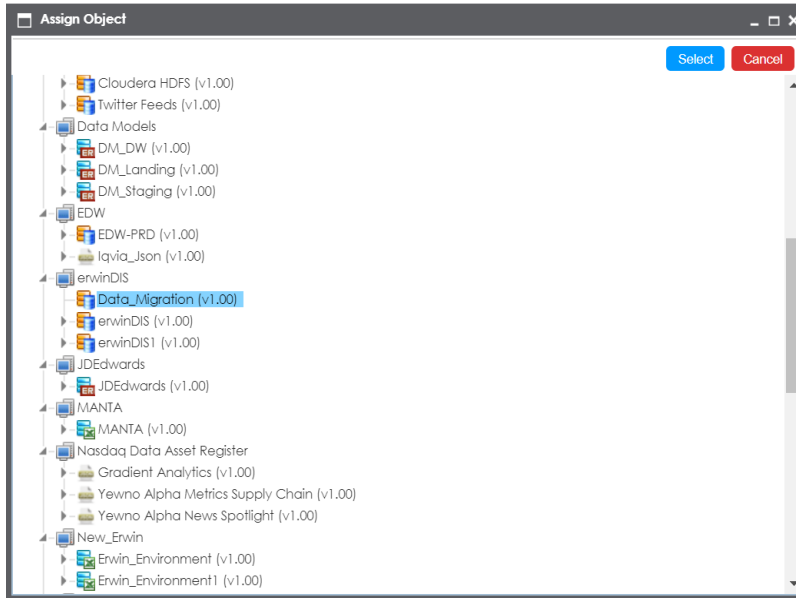 Assign Object
Select Cancel
Cloudera HDFS (v1.00)
Twitter Feeds (v1.00)
Data Models
DM_DW (v1.00)
DM_Landing (v1.00)
DM_Staging (v1.00)
EDW
EDW-PRD (v1.00)
Iqvia_Json (v1.00)
erwinDIS
Data_Migration (v1.00)
erwinDIS (v1.00)
erwinDIS1 (v1.00)
JDEdwards
JDEdwards (v1.00)
MANTA
MANTA (v1.00)
Nasdaq Data Asset Register
Gradient Analytics (v1.00)
Yewno Alpha Metrics Supply Chain (v1.00)
Yewno Alpha News Spotlight (v1.00)
New_Erwin
Erwin_Environment (v1.00)
Erwin_Environment1 (v1.00)